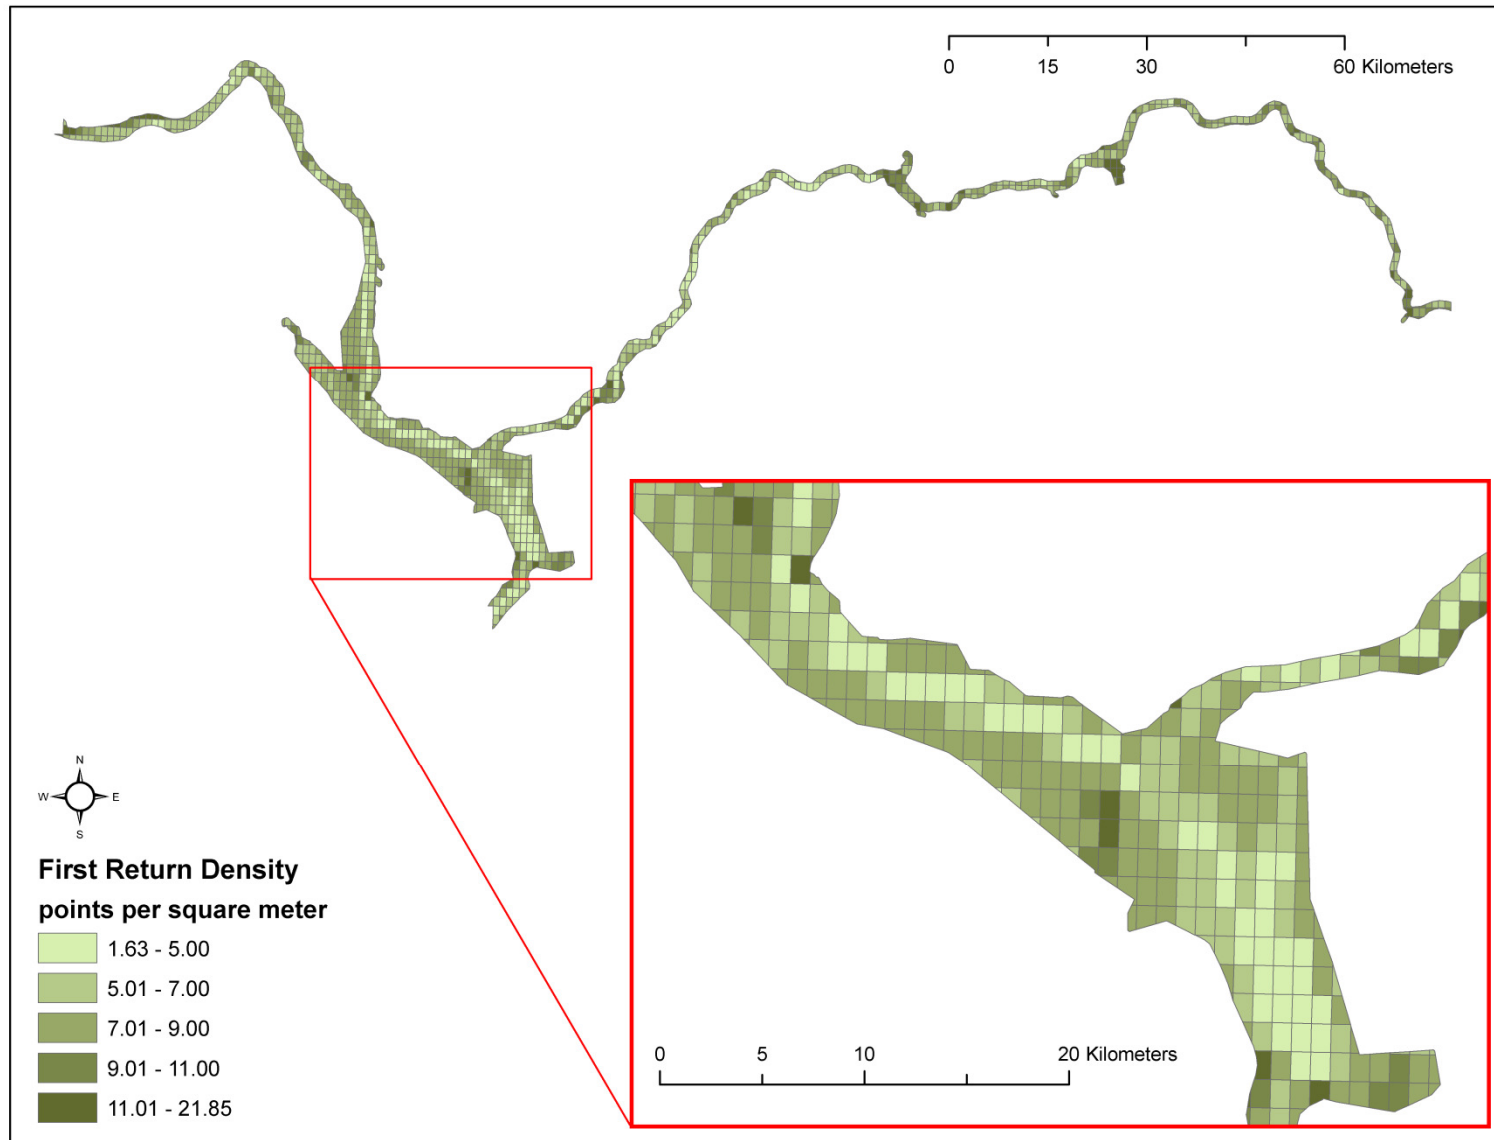 0 15 30 60 Kilometers
N
W E
S
First Return Density
points per square meter
1.63 - 5.00
5.01 - 7.00
7.01 - 9.00
9.01 - 11.00
11.01 - 21.85
0 5 10 20 Kilometers